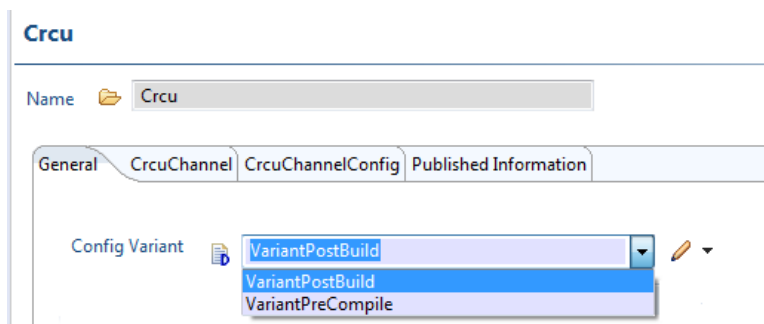 Crcu
Name Crcu
General CrcuChannel CrcuChannelConfig Published Information
Config Variant VariantPostBuild
VariantPostBuild
VariantPreCompile